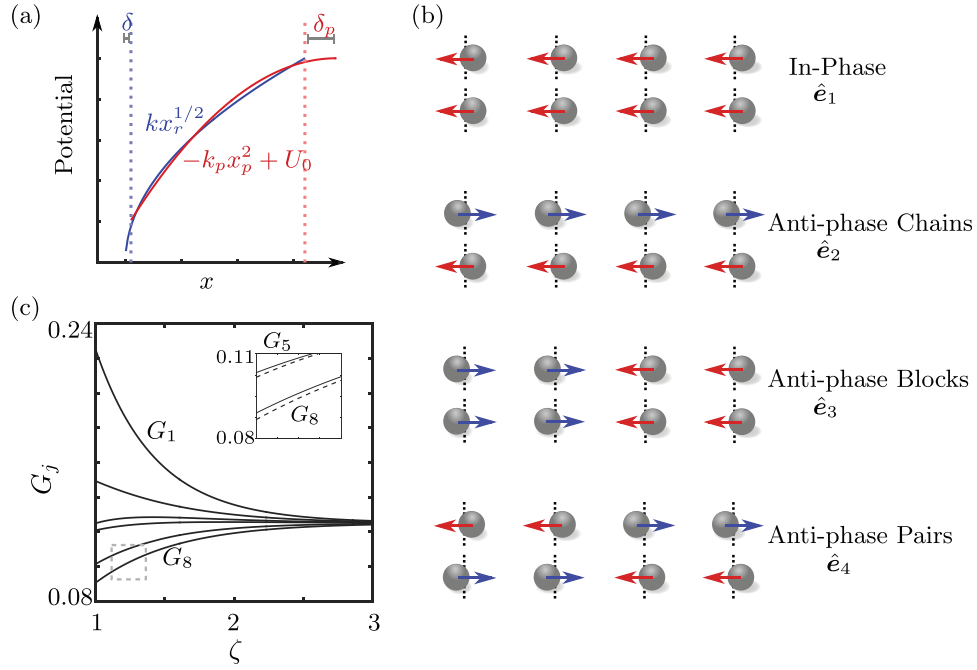 (a)
δ
δ_p
Potential
kx_r^{1/2}
−k_p x_p^2 + U_0
x
(b)
In-Phase
ê_1
Anti-phase Chains
ê_2
Anti-phase Blocks
ê_3
Anti-phase Pairs
ê_4
(c)
0.24
G_j
0.08
G_1
G_8
0.11
G_5
G_8
0.08
1
2
3
ζ